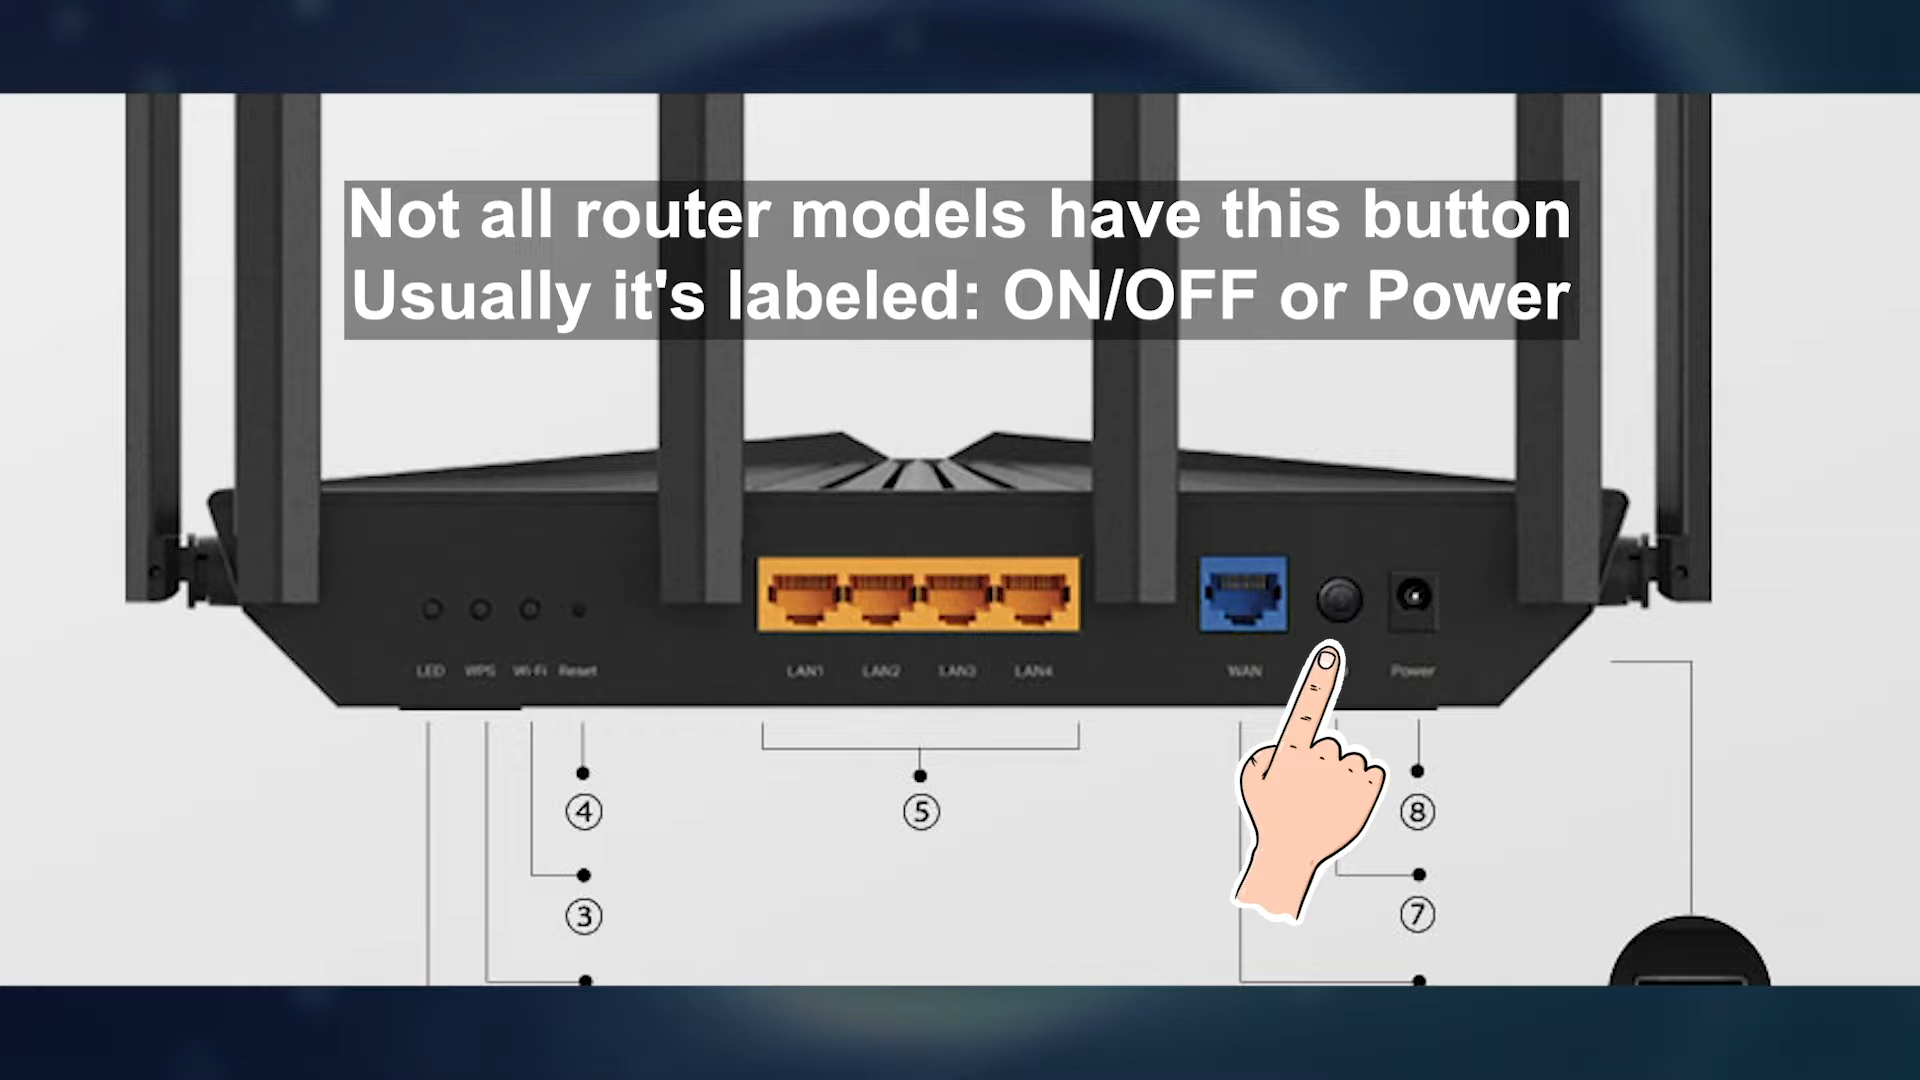 Not all router models have this button
Usually it's labeled: ON/OFF or Power
LED WPS Wi-Fi Reset LAN1 LAN2 LAN3 LAN4 WAN Power
④ ⑤ ⑧
③ ⑦